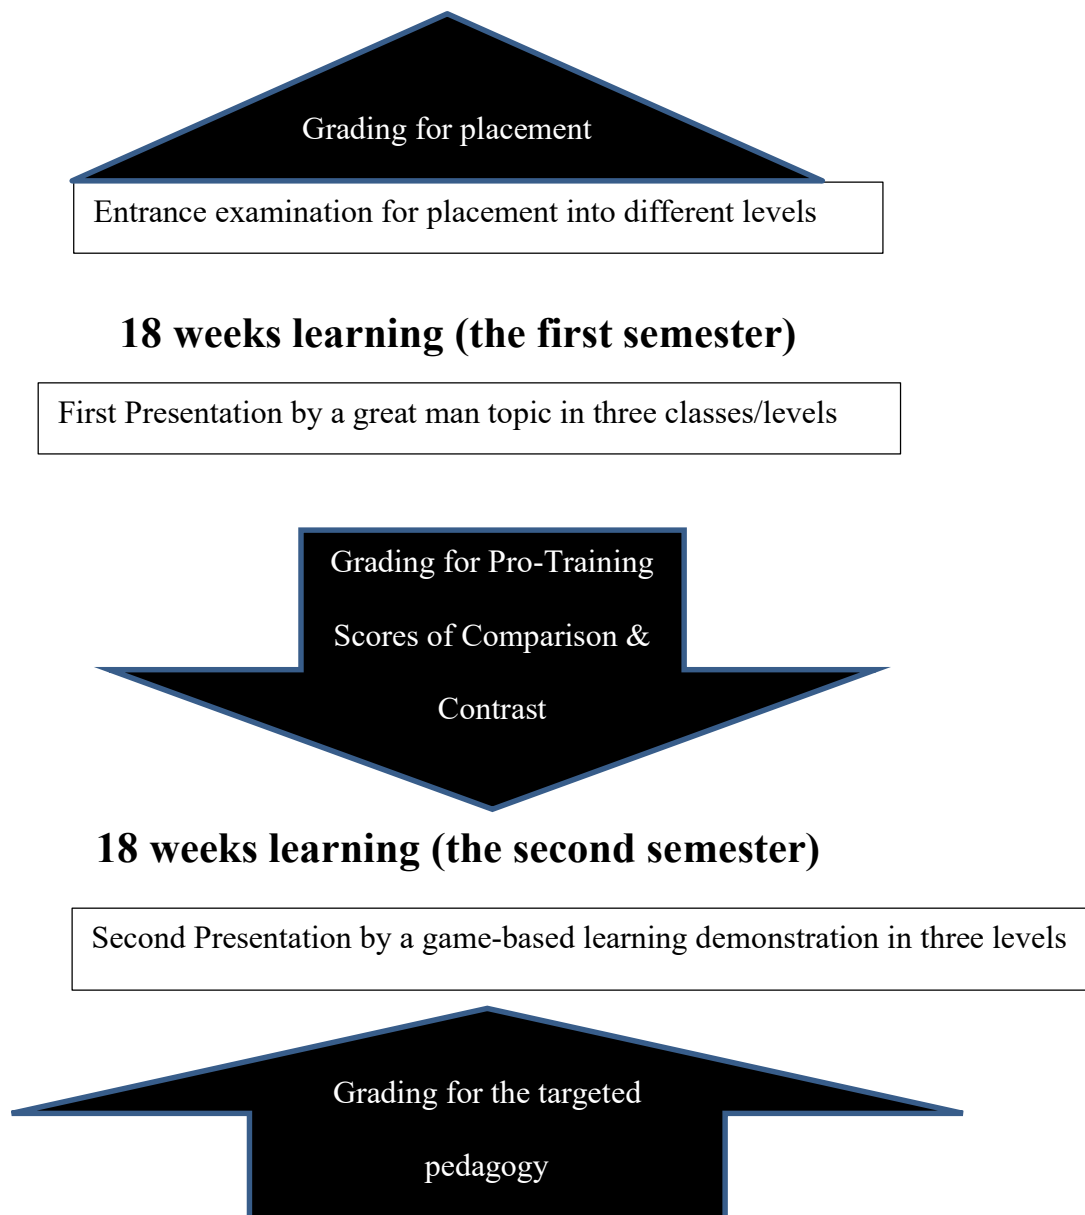 Grading for placement
Entrance examination for placement into different levels
18 weeks learning (the first semester)
First Presentation by a great man topic in three classes/levels
Grading for Pro-Training
Scores of Comparison &
Contrast
18 weeks learning (the second semester)
Second Presentation by a game-based learning demonstration in three levels
Grading for the targeted
pedagogy